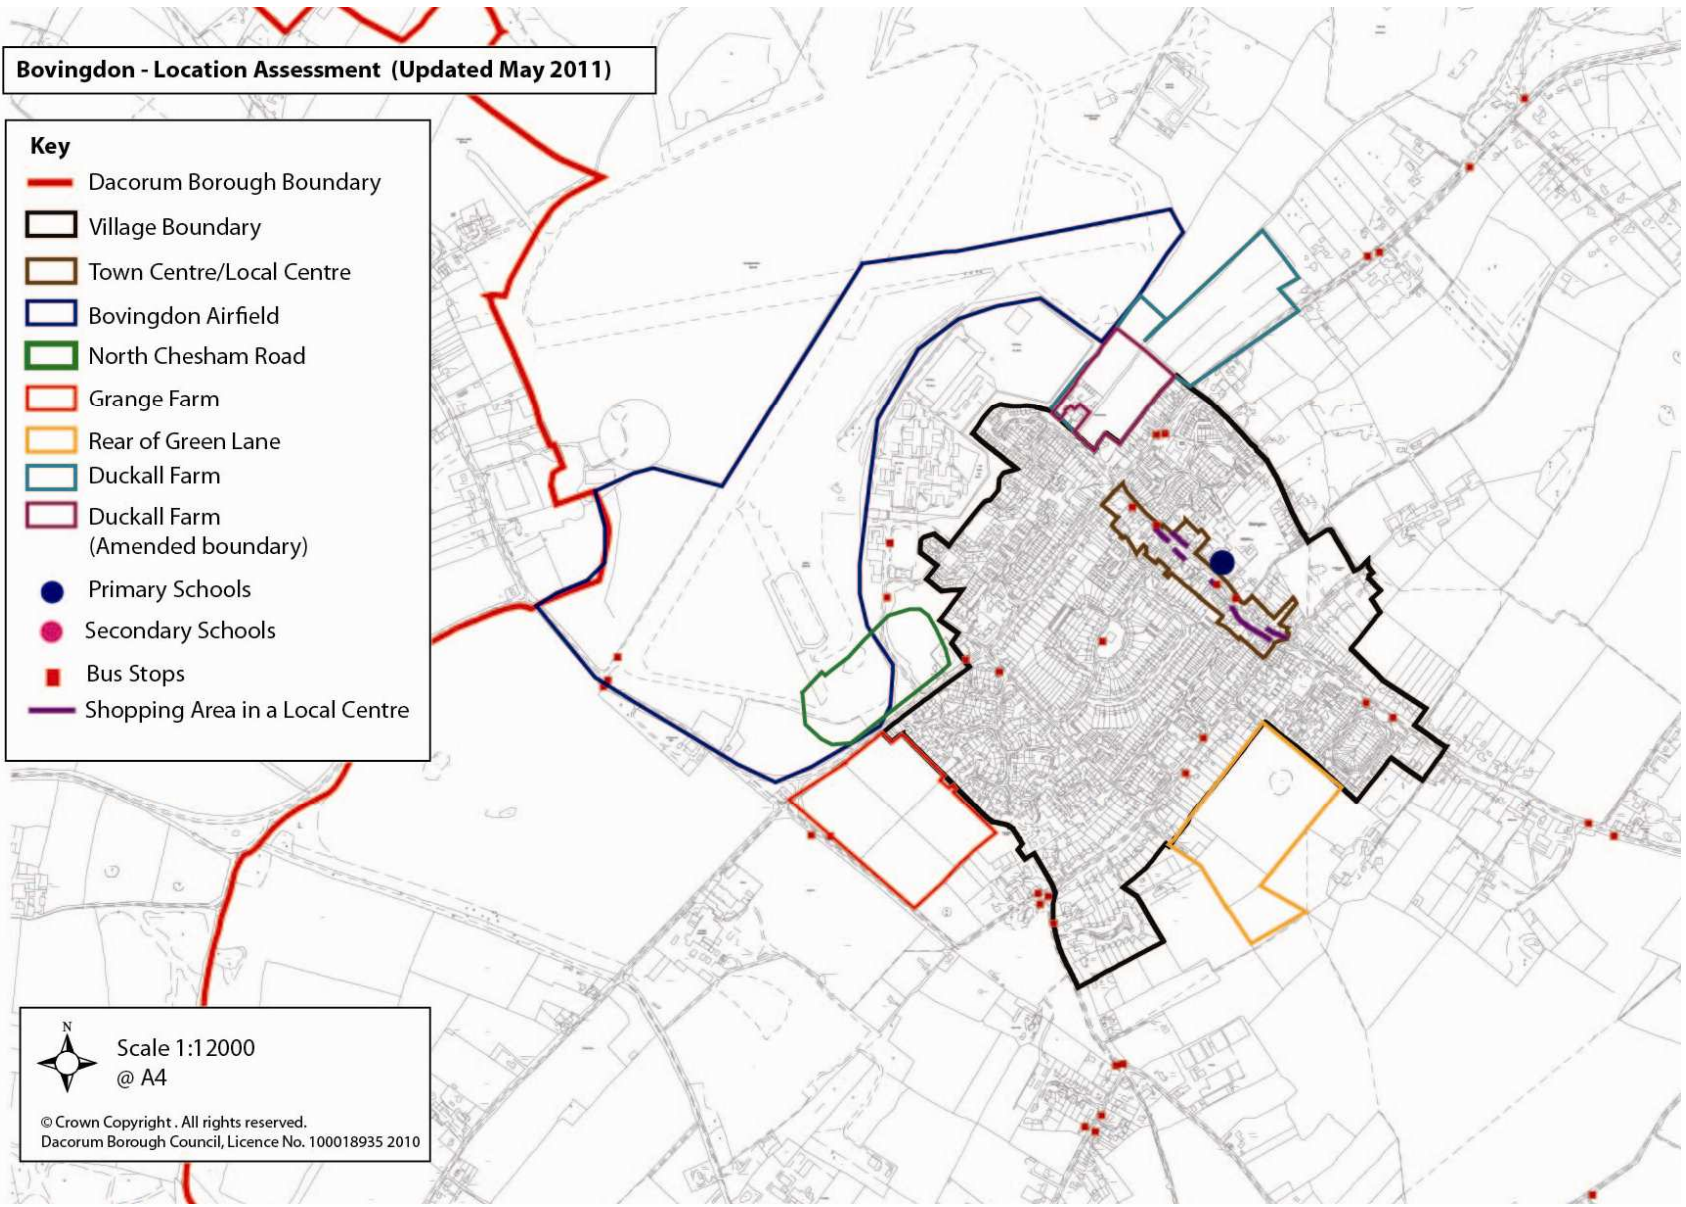 Bovingdon - Location Assessment (Updated May 2011)
Key
Dacorum Borough Boundary
Village Boundary
Town Centre/Local Centre
Bovingdon Airfield
North Chesham Road
Grange Farm
Rear of Green Lane
Duckall Farm
Duckall Farm
(Amended boundary)
Primary Schools
Secondary Schools
Bus Stops
Shopping Area in a Local Centre
N
Scale 1:12000
@ A4
© Crown Copyright . All rights reserved.
Dacorum Borough Council, Licence No. 100018935 2010